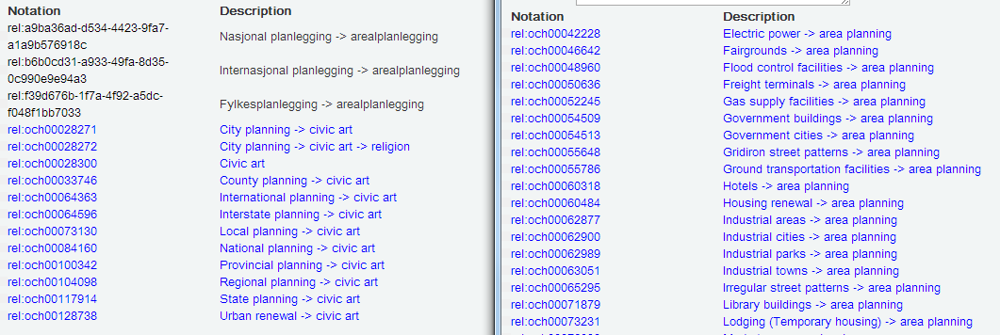 Notation Description
rel:a9ba36ad-d534-4423-9fa7-
a1a9b576918c
Nasjonal planlegging -> arealplanlegging
rel:b6b0cd31-a933-49fa-8d35-
0c990e9e94a3
Internasjonal planlegging -> arealplanlegging
rel:f39d676b-1f7a-4f92-a5dc-
f048f1bb7033
Fylkesplanlegging -> arealplanlegging
rel:och00028271 City planning -> civic art
rel:och00028272 City planning -> civic art -> religion
rel:och00028300 Civic art
rel:och00033746 County planning -> civic art
rel:och00064363 International planning -> civic art
rel:och00064596 Interstate planning -> civic art
rel:och00073130 Local planning -> civic art
rel:och00084160 National planning -> civic art
rel:och00100342 Provincial planning -> civic art
rel:och00104098 Regional planning -> civic art
rel:och00117914 State planning -> civic art
rel:och00128738 Urban renewal -> civic art
Notation Description
rel:och00042228 Electric power -> area planning
rel:och00046642 Fairgrounds -> area planning
rel:och00048960 Flood control facilities -> area planning
rel:och00050636 Freight terminals -> area planning
rel:och00052245 Gas supply facilities -> area planning
rel:och00054509 Government buildings -> area planning
rel:och00054513 Government cities -> area planning
rel:och00055648 Gridiron street patterns -> area planning
rel:och00055786 Ground transportation facilities -> area planning
rel:och00060318 Hotels -> area planning
rel:och00060484 Housing renewal -> area planning
rel:och00062877 Industrial areas -> area planning
rel:och00062900 Industrial cities -> area planning
rel:och00062989 Industrial parks -> area planning
rel:och00063051 Industrial towns -> area planning
rel:och00065295 Irregular street patterns -> area planning
rel:och00071879 Library buildings -> area planning
rel:och00073231 Lodging (Temporary housing) -> area planning